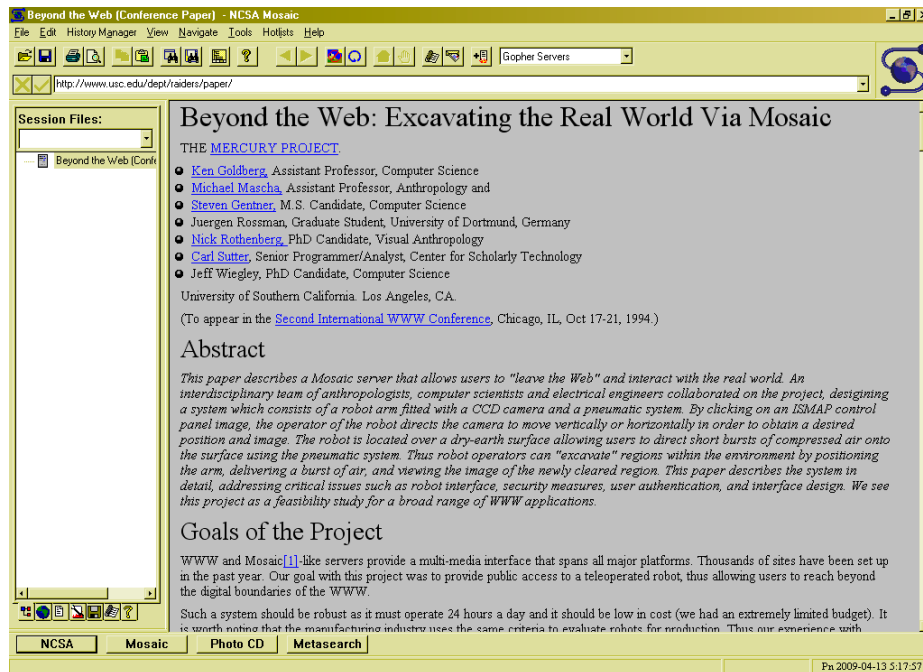 Beyond the Web (Conference Paper) - NCSA Mosaic
File Edit History Manager View Navigate Tools Hotlists Help
Gopher Servers
http://www.usc.edu/dept/raiders/paper/
Session Files:
Beyond the Web (Confe
Beyond the Web: Excavating the Real World Via Mosaic
THE MERCURY PROJECT.
Ken Goldberg, Assistant Professor, Computer Science
Michael Mascha, Assistant Professor, Anthropology and
Steven Gentner, M.S. Candidate, Computer Science
Juergen Rossman, Graduate Student, University of Dortmund, Germany
Nick Rothenberg, PhD Candidate, Visual Anthropology
Carl Sutter, Senior Programmer/Analyst, Center for Scholarly Technology
Jeff Wiegley, PhD Candidate, Computer Science
University of Southern California. Los Angeles, CA.
(To appear in the Second International WWW Conference, Chicago, IL, Oct 17-21, 1994.)
Abstract
This paper describes a Mosaic server that allows users to "leave the Web" and interact with the real world. An
interdisciplinary team of anthropologists, computer scientists and electrical engineers collaborated on the project, desigining
a system which consists of a robot arm fitted with a CCD camera and a pneumatic system. By clicking on an ISMAP control
panel image, the operator of the robot directs the camera to move vertically or horizontally in order to obtain a desired
position and image. The robot is located over a dry-earth surface allowing users to direct short bursts of compressed air onto
the surface using the pneumatic system. Thus robot operators can "excavate" regions within the environment by positioning
the arm, delivering a burst of air, and viewing the image of the newly cleared region. This paper describes the system in
detail, addressing critical issues such as robot interface, security measures, user authentication, and interface design. We see
this project as a feasibility study for a broad range of WWW applications.
Goals of the Project
WWW and Mosaic[1]-like servers provide a multi-media interface that spans all major platforms. Thousands of sites have been set up
in the past year. Our goal with this project was to provide public access to a teleoperated robot, thus allowing users to reach beyond
the digital boundaries of the WWW.
Such a system should be robust as it must operate 24 hours a day and it should be low in cost (we had an extremely limited budget). It
is worth noting that the manufacturing industry uses the same criteria to evaluate robots for production. Thus our experience with
NCSA Mosaic Photo CD Metasearch
Pn 2009-04-13 5:17:57